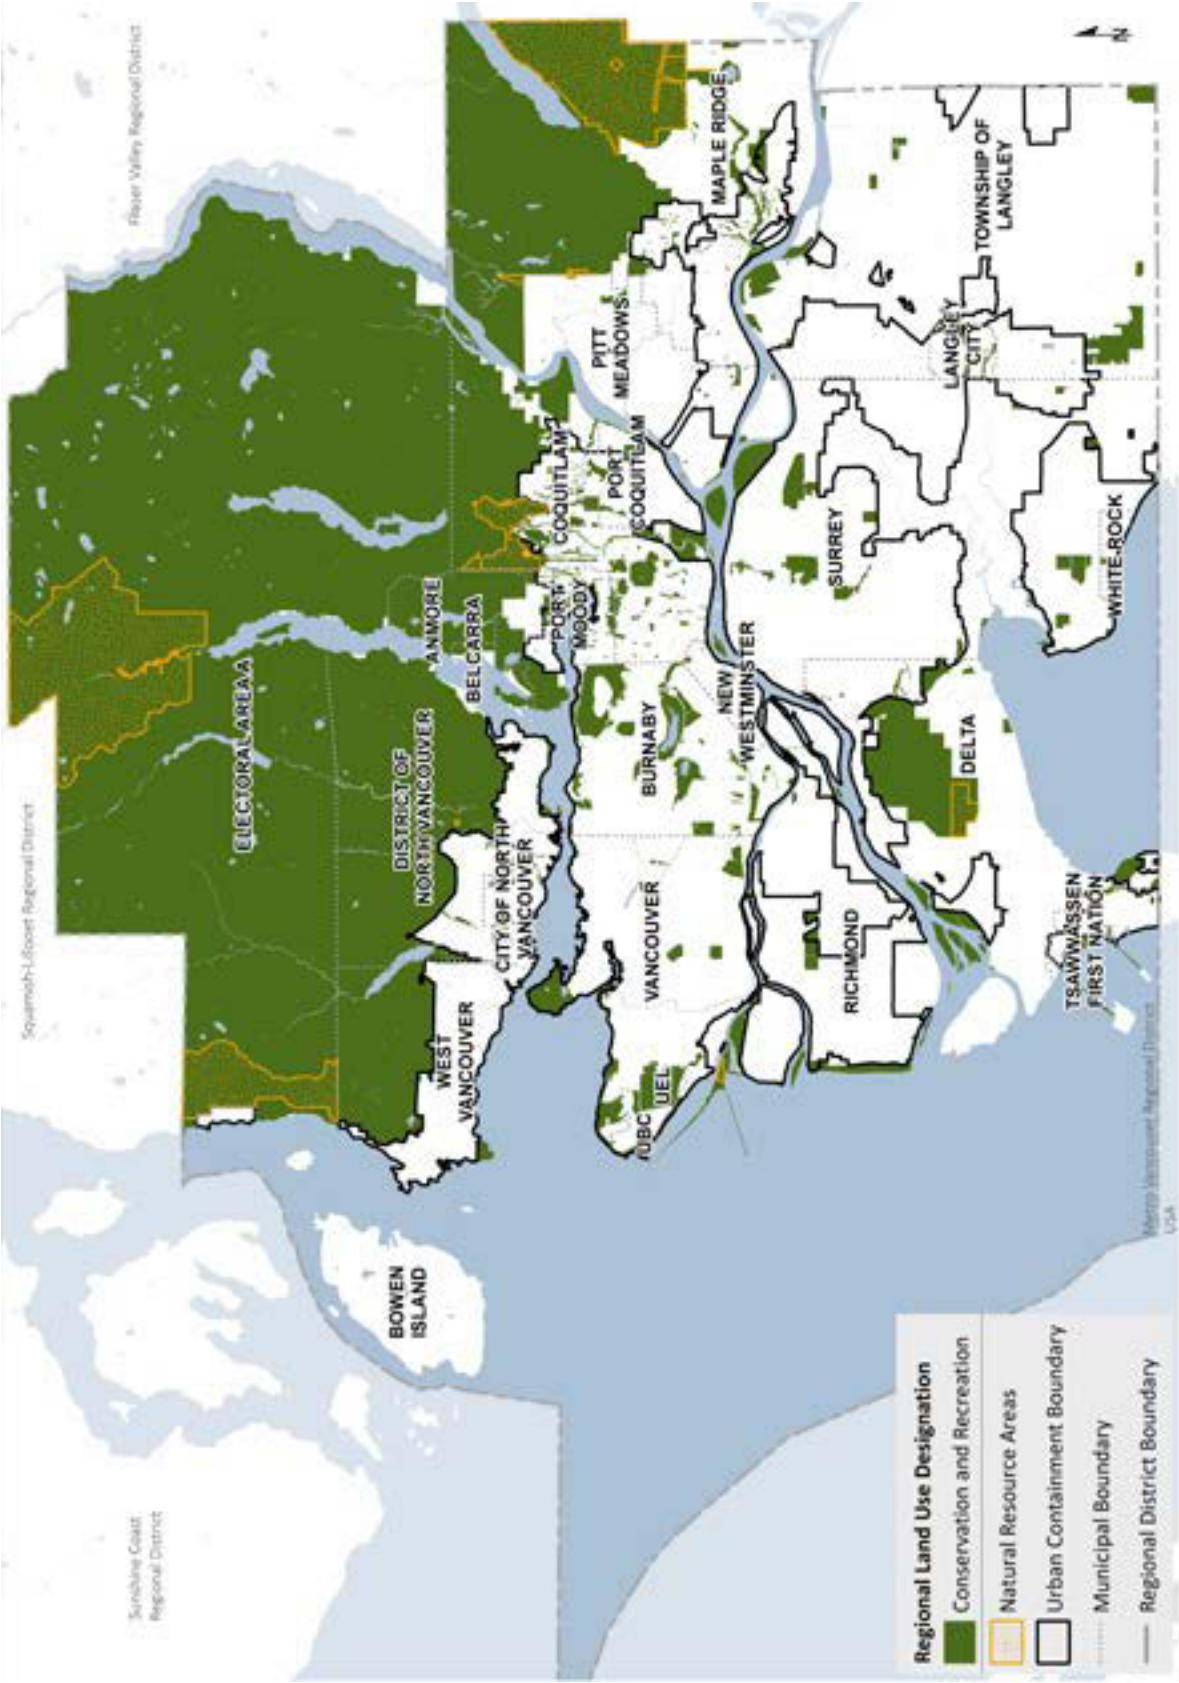 Sunshine Coast
Regional District
Squamish-Lillooet Regional District
Fraser Valley Regional District
N
ELECTORAL AREA A
BOWEN
ISLAND
WEST
VANCOUVER
DISTRICT OF
NORTH VANCOUVER
CITY OF NORTH
VANCOUVER
ANMORE
BELCARRA
PORT
MOODY
COQUITLAM
PORT
COQUITLAM
PITT
MEADOWS
MAPLE RIDGE
UBC
UEL
VANCOUVER
BURNABY
NEW
WESTMINSTER
RICHMOND
SURREY
LANGLEY
CITY
TOWNSHIP OF
LANGLEY
DELTA
TSAWWASSEN
FIRST NATION
WHITE ROCK
Metro Vancouver Regional District
USA
Regional Land Use Designation
Conservation and Recreation
Natural Resource Areas
Urban Containment Boundary
Municipal Boundary
Regional District Boundary